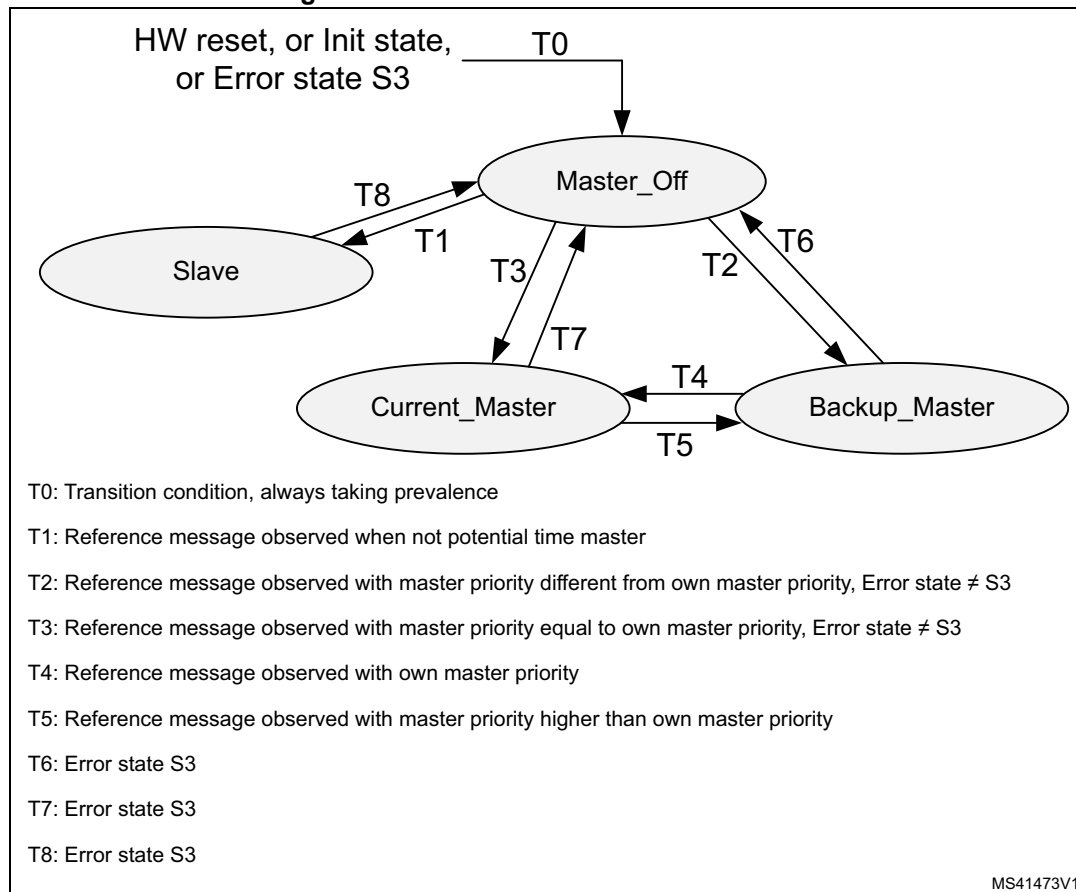 HW reset, or Init state,
or Error state S3
T0
Master_Off
T8
T1
Slave
T3
T7
T2
T6
Current_Master
T4
T5
Backup_Master
T0: Transition condition, always taking prevalence
T1: Reference message observed when not potential time master
T2: Reference message observed with master priority different from own master priority, Error state ≠ S3
T3: Reference message observed with master priority equal to own master priority, Error state ≠ S3
T4: Reference message observed with own master priority
T5: Reference message observed with master priority higher than own master priority
T6: Error state S3
T7: Error state S3
T8: Error state S3
MS41473V1